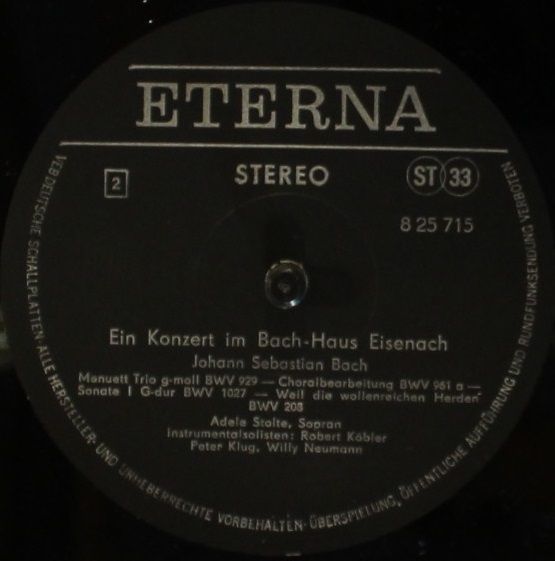 ETERNA
2
STEREO
ST 33
8 25 715
Ein Konzert im Bach-Haus Eisenach
Johann Sebastian Bach
Menuett Trio g-moll BWV 929 — Choralbearbeitung BWV 961 a —
Sonate I G-dur BWV 1027 — Weil die wollenreichen Herden
BWV 208
Adele Stolte, Sopran
Instrumentalsolisten: Robert Köbler
Peter Klug, Willy Neumann
VEB DEUTSCHE SCHALLPLATTEN · ALLE HERSTELLER- UND URHEBERRECHTE VORBEHALTEN · ÜBERSPIELUNG, ÖFFENTLICHE AUFFÜHRUNG UND RUNDFUNKSENDUNG VERBOTEN